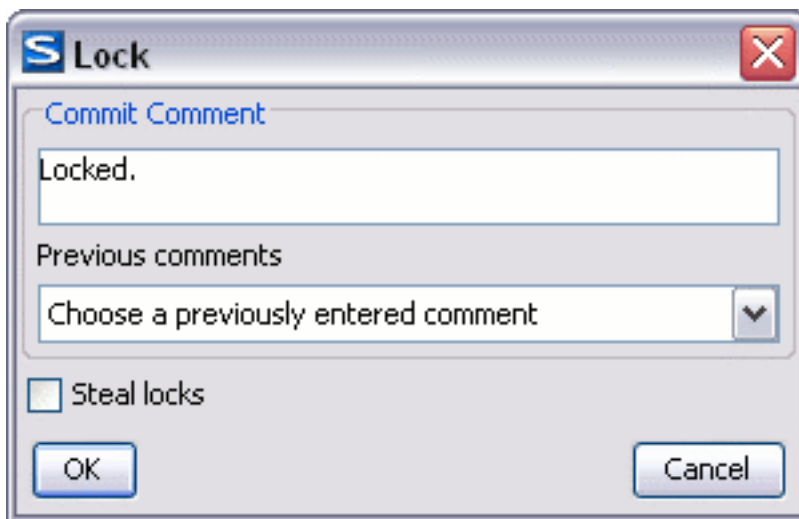 S Lock
Commit Comment
Locked.
Previous comments
Choose a previously entered comment
Steal locks
OK Cancel